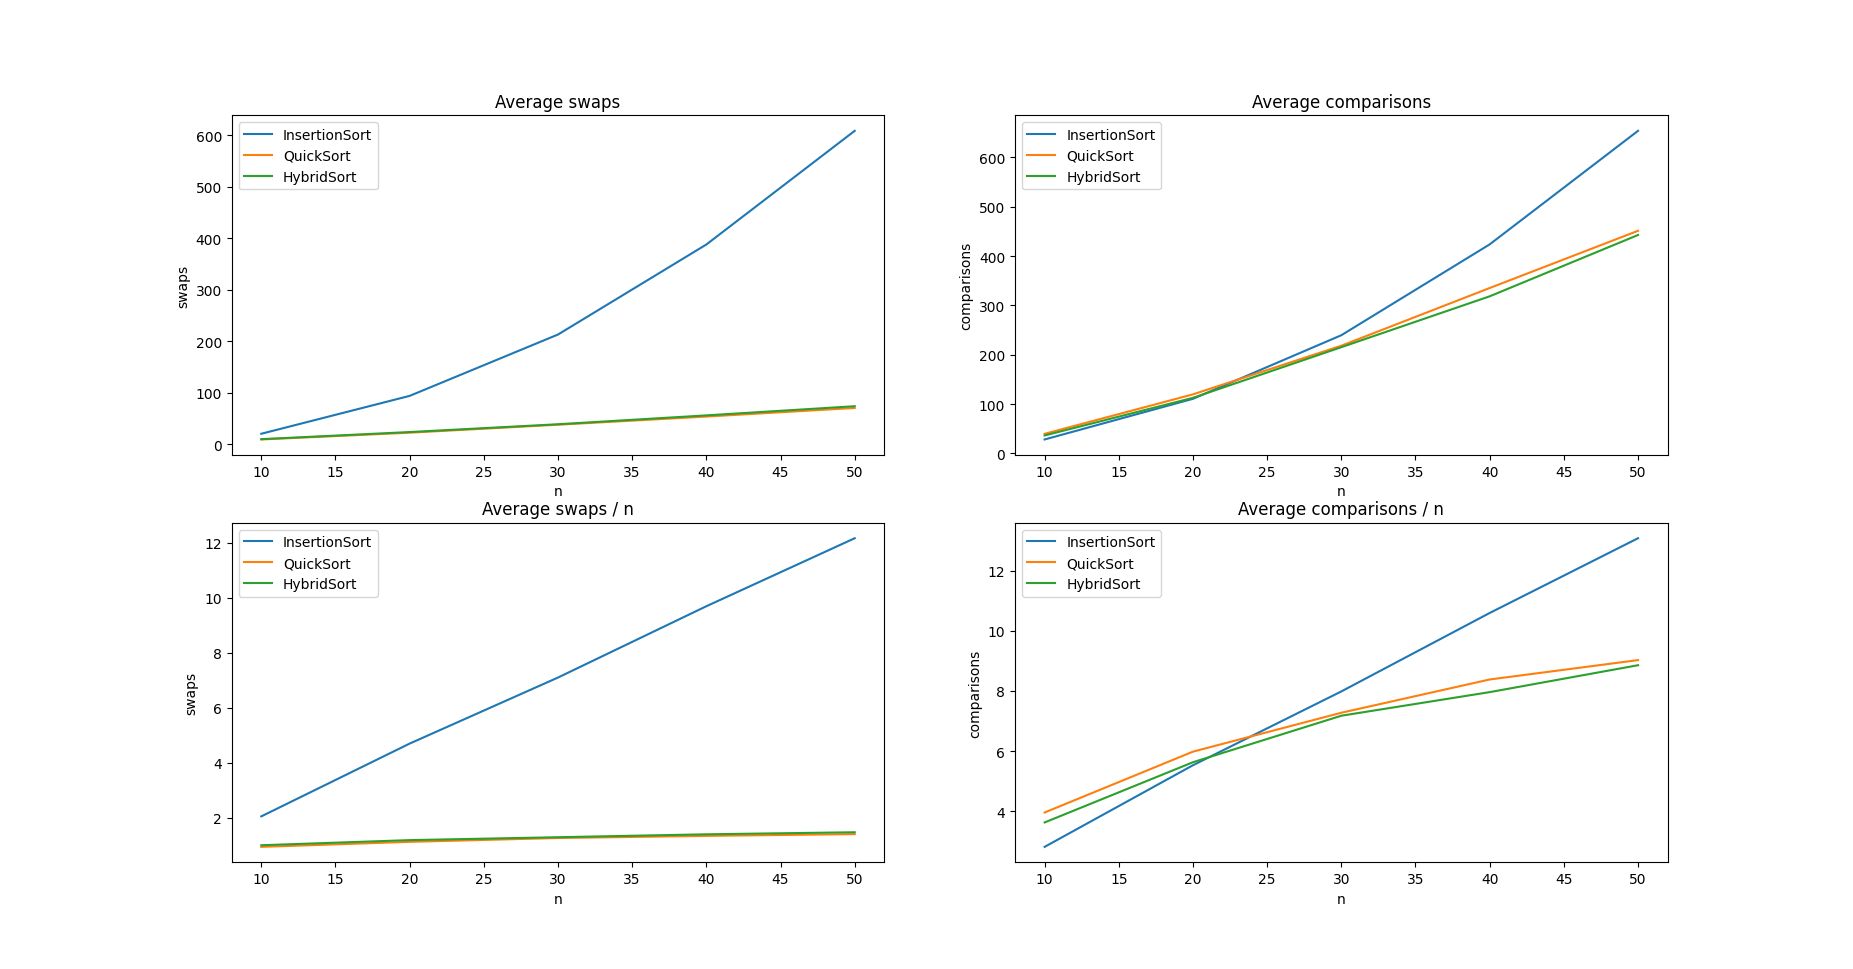 Average swaps
InsertionSort
QuickSort
HybridSort
600
500
400
300
200
100
0
swaps
10 15 20 25 30 35 40 45 50
n
Average comparisons
InsertionSort
QuickSort
HybridSort
600
500
400
300
200
100
0
comparisons
10 15 20 25 30 35 40 45 50
n
Average swaps / n
InsertionSort
QuickSort
HybridSort
12
10
8
6
4
2
swaps
10 15 20 25 30 35 40 45 50
n
Average comparisons / n
InsertionSort
QuickSort
HybridSort
12
10
8
6
4
comparisons
10 15 20 25 30 35 40 45 50
n